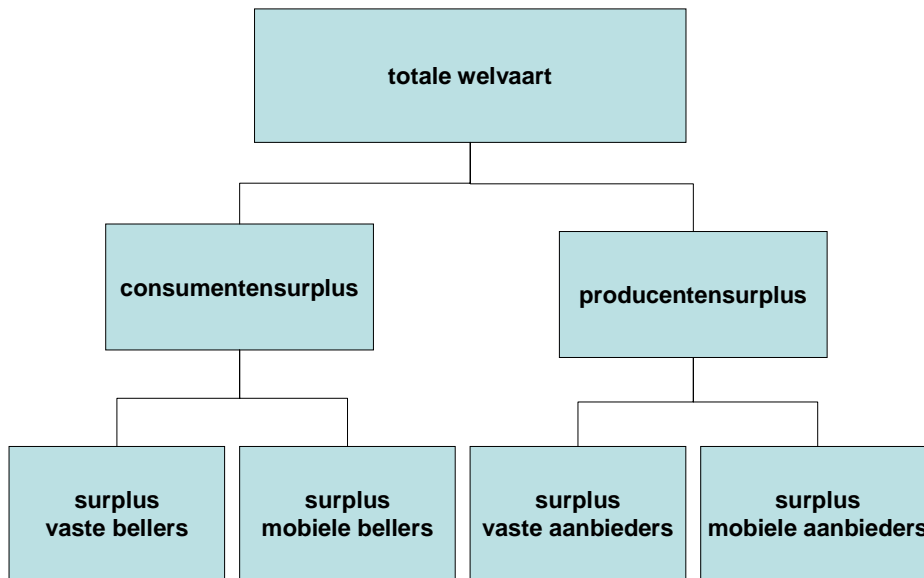 totale welvaart
consumentensurplus
producentensurplus
surplus
vaste bellers
surplus
mobiele bellers
surplus
vaste aanbieders
surplus
mobiele aanbieders